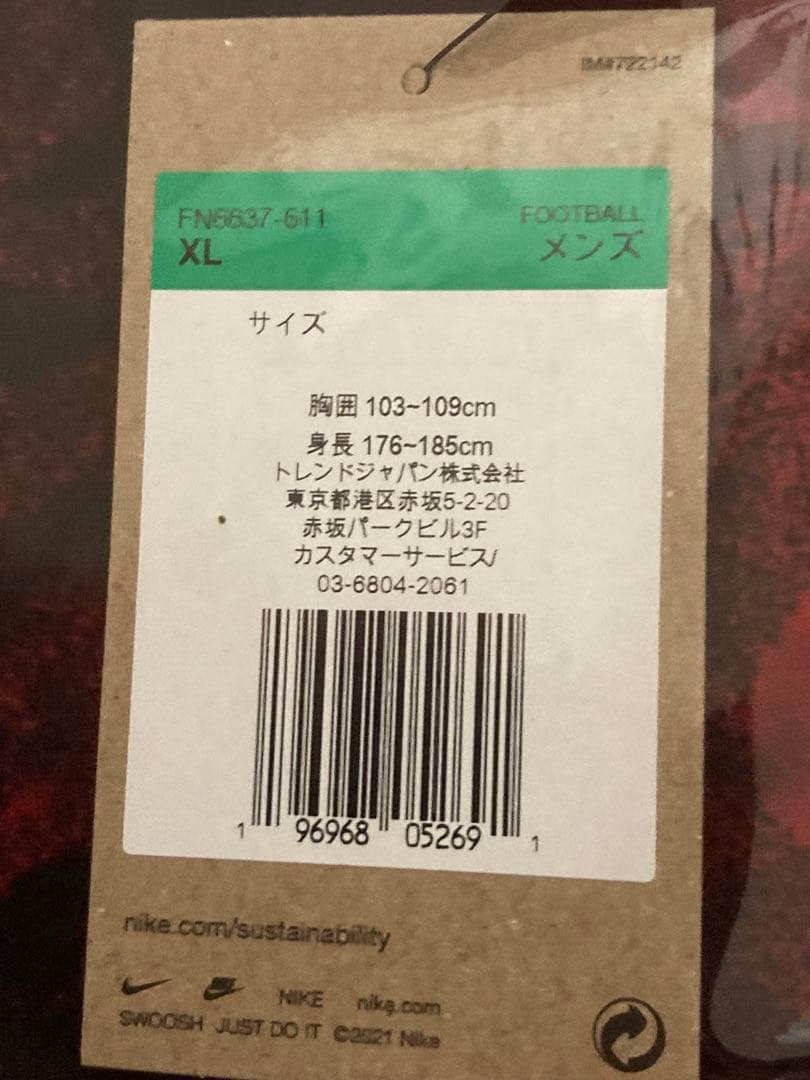 IM#722142
FN6637-611 FOOTBALL
XL メンズ
サイズ
胸囲 103~109cm
身長 176~185cm
トレンドジャパン株式会社
東京都港区赤坂5-2-20
赤坂パークビル3F
カスタマーサービス/
03-6804-2061
1 96968 05269 1
nike.com/sustainability
NIKE nike.com
SWOOSH JUST DO IT ©2021 Nike